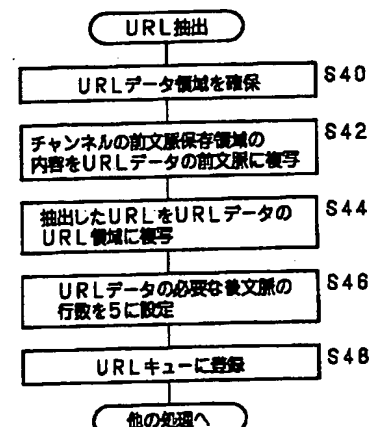 URL抽出
URLデータ領域を確保
S40
チャンネルの前文脈保存領域の
内容をURLデータの前文脈に複写
S42
抽出したURLをURLデータの
URL領域に複写
S44
URLデータの必要な後文脈の
行数を5に設定
S46
URLキューに登録
S48
他の処理へ